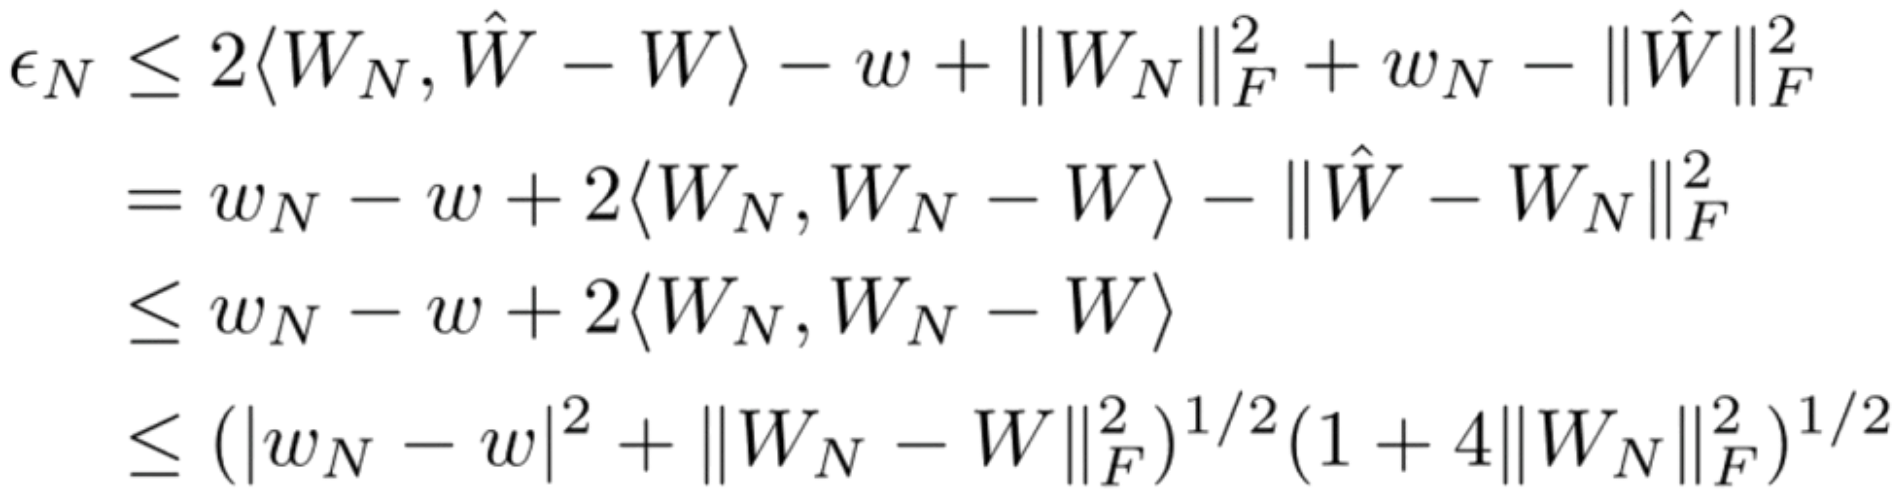 ϵ_N ≤ 2⟨W_N, Ŵ − W⟩ − w + ‖W_N‖_F^2 + w_N − ‖Ŵ‖_F^2
= w_N − w + 2⟨W_N, W_N − W⟩ − ‖Ŵ − W_N‖_F^2
≤ w_N − w + 2⟨W_N, W_N − W⟩
≤ (|w_N − w|^2 + ‖W_N − W‖_F^2)^{1/2}(1 + 4‖W_N‖_F^2)^{1/2}